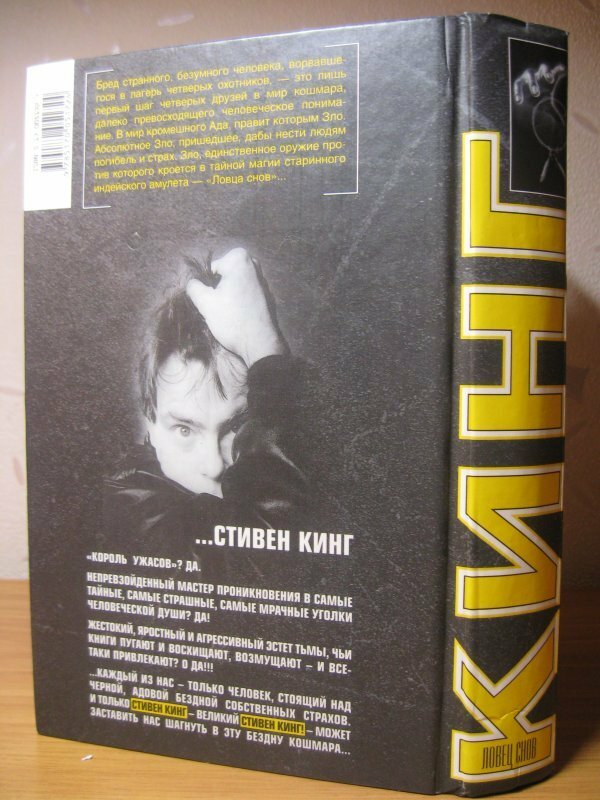 Бред странного, безумного человека, ворвавше-
гося в лагерь четверых охотников, — это лишь
первый шаг четверых друзей в мир кошмара,
далеко превосходящего человеческое понима-
ние. В мир кромешного Ада, правит которым Зло.
Абсолютное Зло, пришедшее, дабы нести людям
погибель и страх. Зло, единственное оружие про-
тив которого кроется в тайной магии старинного
индейского амулета — «Ловца снов»...
...СТИВЕН КИНГ
«КОРОЛЬ УЖАСОВ»? ДА.
НЕПРЕВЗОЙДЕННЫЙ МАСТЕР ПРОНИКНОВЕНИЯ В САМЫЕ
ТАЙНЫЕ, САМЫЕ СТРАШНЫЕ, САМЫЕ МРАЧНЫЕ УГОЛКИ
ЧЕЛОВЕЧЕСКОЙ ДУШИ? ДА!
ЖЕСТОКИЙ, ЯРОСТНЫЙ И АГРЕССИВНЫЙ ЭСТЕТ ТЬМЫ, ЧЬИ
КНИГИ ПУГАЮТ И ВОСХИЩАЮТ, ВОЗМУЩАЮТ – И ВСЕ-
ТАКИ ПРИВЛЕКАЮТ? О ДА!!!
...КАЖДЫЙ ИЗ НАС – ТОЛЬКО ЧЕЛОВЕК, СТОЯЩИЙ НАД
ЧЕРНОЙ, АДОВОЙ БЕЗДНОЙ СОБСТВЕННЫХ СТРАХОВ.
И ТОЛЬКО СТИВЕН КИНГ – ВЕЛИКИЙ СТИВЕН КИНГ! – МОЖЕТ
ЗАСТАВИТЬ НАС ШАГНУТЬ В ЭТУ БЕЗДНУ КОШМАРА...
КИНГ
ЛОВЕЦ СНОВ